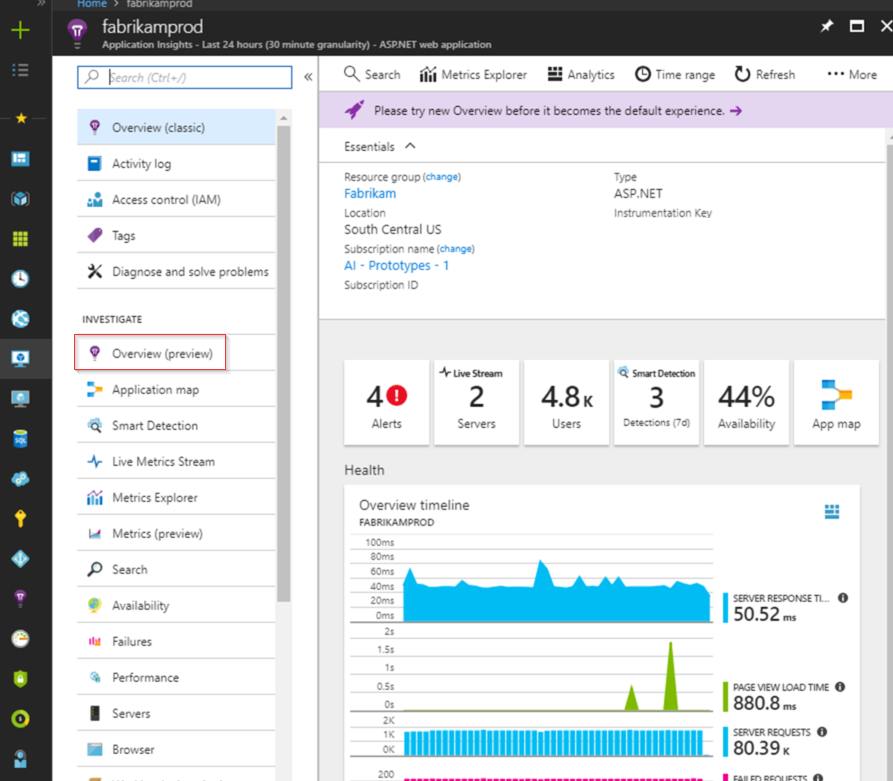 Home > fabrikamprod
fabrikamprod
Application Insights - Last 24 hours (30 minute granularity) - ASP.NET web application
Search (Ctrl+/)
Overview (classic)
Activity log
Access control (IAM)
Tags
Diagnose and solve problems
INVESTIGATE
Overview (preview)
Application map
Smart Detection
Live Metrics Stream
Metrics Explorer
Metrics (preview)
Search
Availability
Failures
Performance
Servers
Browser
Search
Metrics Explorer
Analytics
Time range
Refresh
More
Please try new Overview before it becomes the default experience.
Essentials
Resource group (change)
Fabrikam
Location
South Central US
Subscription name (change)
AI - Prototypes - 1
Subscription ID
Type
ASP.NET
Instrumentation Key
4
Alerts
Live Stream
2
Servers
4.8 K
Users
Smart Detection
3
Detections (7d)
44%
Availability
App map
Health
Overview timeline
FABRIKAMPROD
100ms
80ms
60ms
40ms
20ms
0ms
SERVER RESPONSE TI...
50.52 ms
2s
1.5s
1s
0.5s
0s
PAGE VIEW LOAD TIME
880.8 ms
2K
1K
0K
SERVER REQUESTS
80.39 K
200
FAILED REQUESTS